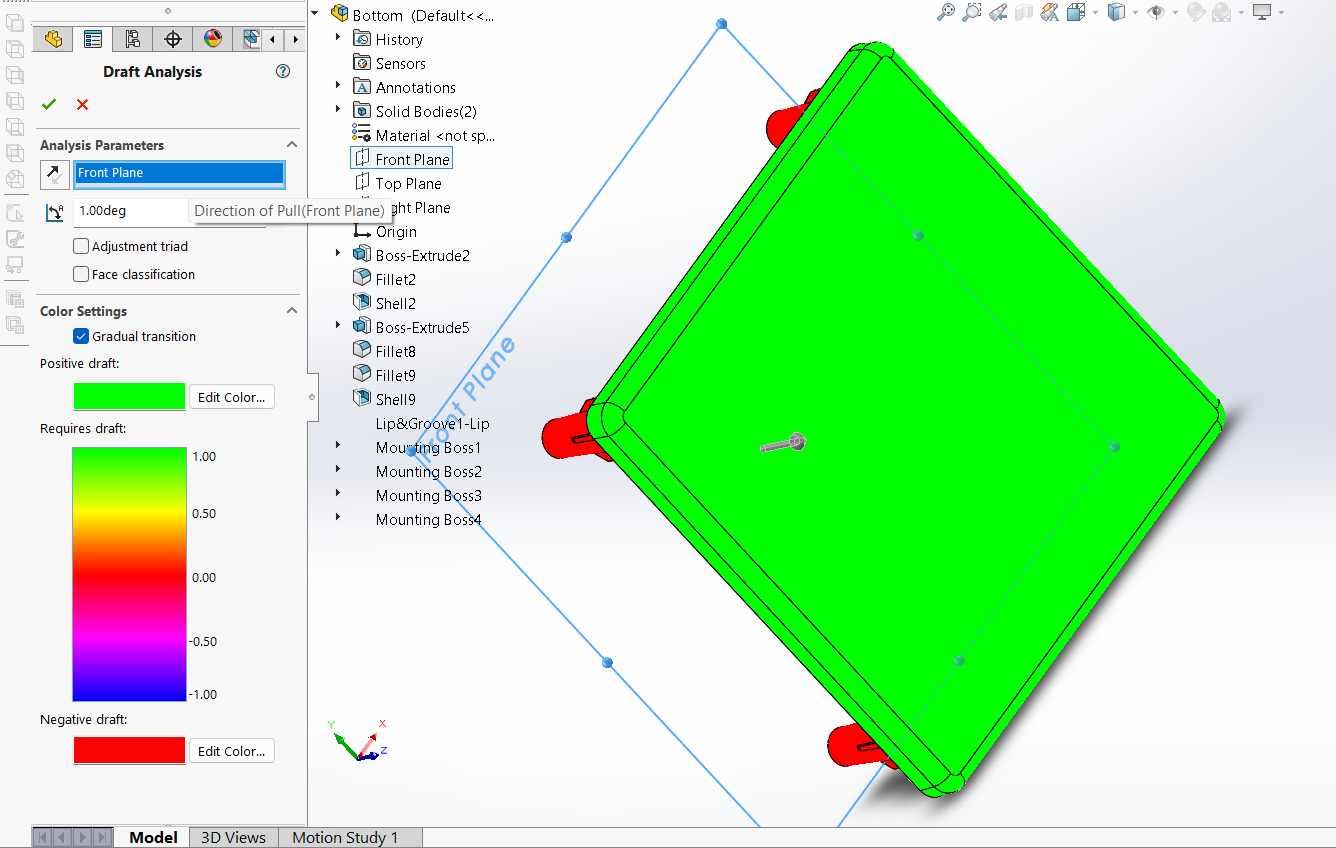 Draft Analysis
Analysis Parameters
Front Plane
1.00deg
Direction of Pull(Front Plane)
Adjustment triad
Face classification
Color Settings
Gradual transition
Positive draft:
Edit Color...
Requires draft:
1.00
0.50
0.00
-0.50
-1.00
Negative draft:
Edit Color...
Bottom (Default<<...
History
Sensors
Annotations
Solid Bodies(2)
Material <not sp...
Front Plane
Top Plane
ght Plane
Origin
Boss-Extrude2
Fillet2
Shell2
Boss-Extrude5
Fillet8
Fillet9
Shell9
Lip&Groove1-Lip
Mounting Boss1
Mounting Boss2
Mounting Boss3
Mounting Boss4
Front Plane
Y
X
Z
Model
3D Views
Motion Study 1